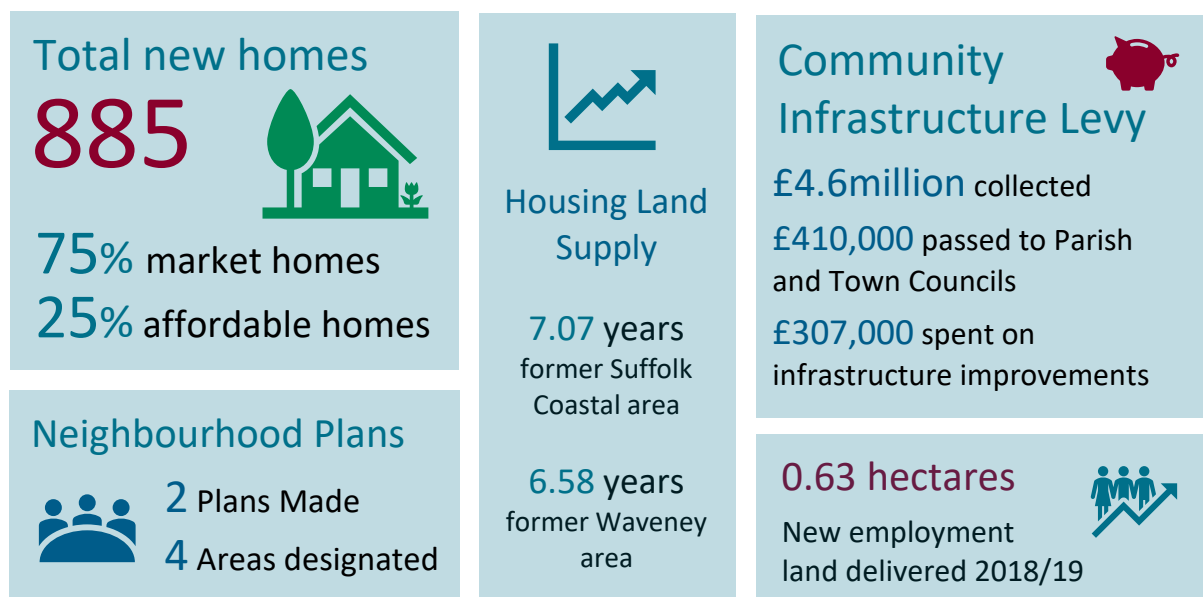 Total new homes
885
75% market homes
25% affordable homes
Neighbourhood Plans
2 Plans Made
4 Areas designated
Housing Land
Supply
7.07 years
former Suffolk
Coastal area
6.58 years
former Waveney
area
Community
Infrastructure Levy
£4.6million collected
£410,000 passed to Parish
and Town Councils
£307,000 spent on
infrastructure improvements
0.63 hectares
New employment
land delivered 2018/19